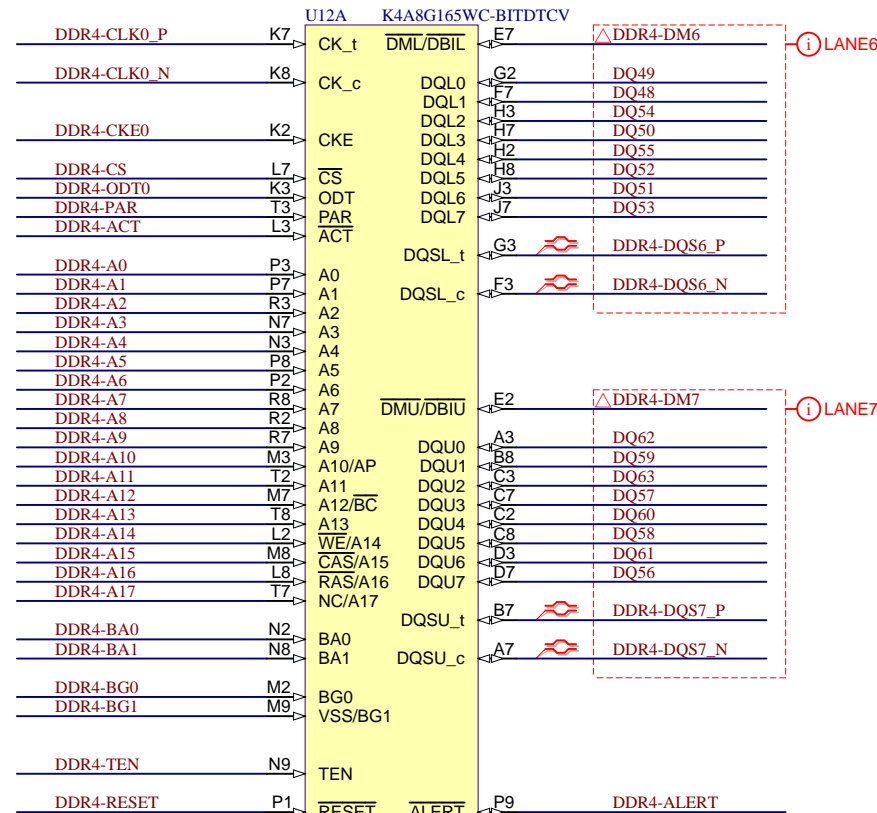 U12A K4A8G165WC-BITDTCV
DDR4-CLK0_P K7 CK_t DML/DBIL E7 DDR4-DM6 i LANE6
DDR4-CLK0_N K8 CK_c DQL0 G2 DQ49
DQL1 F7 DQ48
DQL2 H3 DQ54
DDR4-CKE0 K2 CKE DQL3 H7 DQ50
DQL4 H2 DQ55
DDR4-CS L7 CS DQL5 H8 DQ52
DDR4-ODT0 K3 ODT DQL6 J3 DQ51
DDR4-PAR T3 PAR DQL7 J7 DQ53
DDR4-ACT L3 ACT
DQSL_t G3 DDR4-DQS6_P
DDR4-A0 P3 A0
DDR4-A1 P7 A1 DQSL_c F3 DDR4-DQS6_N
DDR4-A2 R3 A2
DDR4-A3 N7 A3
DDR4-A4 N3 A4
DDR4-A5 P8 A5
DDR4-A6 P2 A6
DDR4-A7 R8 A7 DMU/DBIU E2 DDR4-DM7 i LANE7
DDR4-A8 R2 A8
DDR4-A9 R7 A9 DQU0 A3 DQ62
DDR4-A10 M3 A10/AP DQU1 B8 DQ59
DDR4-A11 T2 A11 DQU2 C3 DQ63
DDR4-A12 M7 A12/BC DQU3 C7 DQ57
DDR4-A13 T8 A13 DQU4 C2 DQ60
DDR4-A14 L2 WE/A14 DQU5 C8 DQ58
DDR4-A15 M8 CAS/A15 DQU6 D3 DQ61
DDR4-A16 L8 RAS/A16 DQU7 D7 DQ56
DDR4-A17 T7 NC/A17
DQSU_t B7 DDR4-DQS7_P
DDR4-BA0 N2 BA0
DDR4-BA1 N8 BA1 DQSU_c A7 DDR4-DQS7_N
DDR4-BG0 M2 BG0
DDR4-BG1 M9 VSS/BG1
DDR4-TEN N9 TEN
DDR4-RESET P1 RESET ALERT P9 DDR4-ALERT